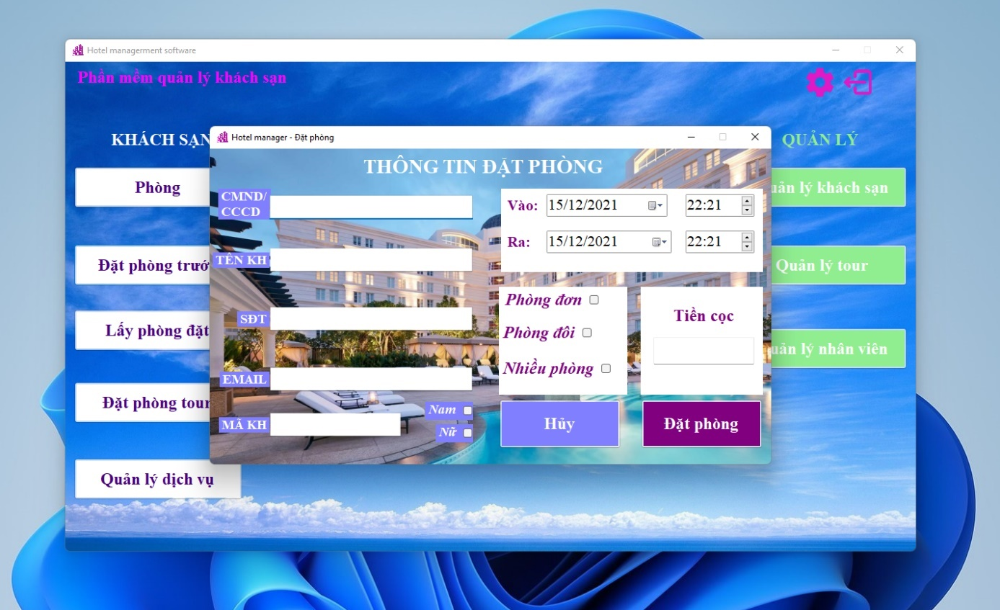 Hotel managerment software
Phần mềm quản lý khách sạn
KHÁCH SẠN
QUẢN LÝ
Phòng
Đặt phòng trướ
Lấy phòng đặt
Đặt phòng tour
Quản lý dịch vụ
uản lý khách sạn
Quản lý tour
uản lý nhân viên
Hotel manager - Đặt phòng
THÔNG TIN ĐẶT PHÒNG
CMND/
CCCD
TÊN KH
SĐT
EMAIL
MÃ KH
Nam
Nữ
Vào: 15/12/2021 22:21
Ra: 15/12/2021 22:21
Phòng đơn
Phòng đôi
Nhiều phòng
Tiền cọc
Hủy
Đặt phòng